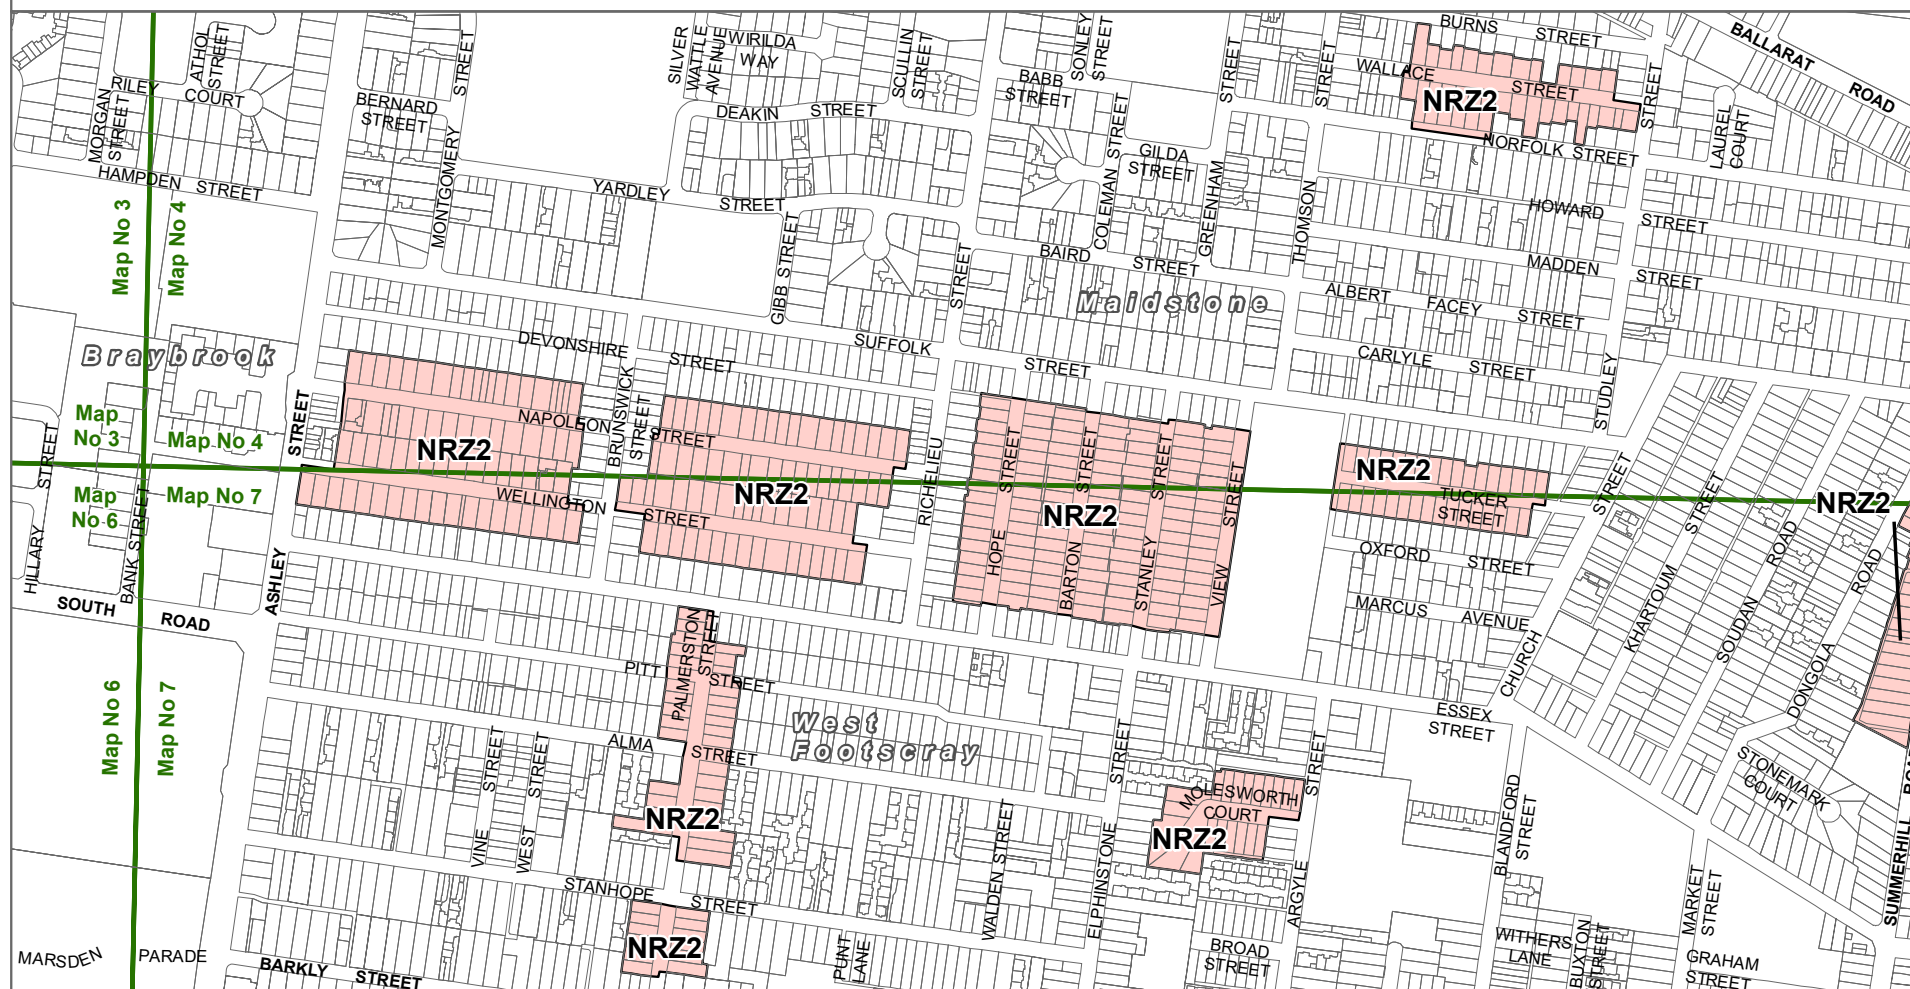 BURNS
STREET
BALLARAT
ROAD
WIRILDA
WAY
SILVER
WATTLE
AVENUE
SCULLIN
STREET
SONLEY
STREET
ATHOL
STREET
STREET
STREET
STREET
STREET
WALLACE
STREET
NRZ2
RILEY
COURT
MORGAN
STREET
BERNARD
STREET
DEAKIN
STREET
BABB
STREET
NORFOLK STREET
LAUREL
COURT
GILDA
STREET
COLEMAN STREET
GREENHAM
THOMSON
HAMPDEN STREET
MONTGOMERY
YARDLEY
STREET
HOWARD
STREET
Map No 3
Map No 4
GIBB STREET
STREET
BAIRD
STREET
MADDEN
STREET
ALBERT
FACEY
STREET
Maidstone
Braybrook
DEVONSHIRE
STREET
SUFFOLK
STREET
CARLYLE
STREET
STUDLEY
Map
No 3
Map No 4
STREET
STREET
NAPOLEON
STREET
BRUNSWICK
STREET
RICHELIEU
NRZ2
NRZ2
NRZ2
NRZ2
NRZ2
Map
No 6
Map No 7
WELLINGTON
STREET
HOPE
STREET
BARTON
STREET
STANLEY
STREET
VIEW
STREET
TUCKER
STREET
OXFORD
STREET
MARCUS
AVENUE
HILLARY
BANK STREET
ASHLEY
SOUTH
ROAD
CHURCH
STREET
KHARTOUM
STREET
SOUDAN
ROAD
DONGOLA
ROAD
PALMERSTON
STREET
PITT
STREET
Map No 6
Map No 7
West
Footscray
ALMA
STREET
ESSEX
STREET
STONEMARK
COURT
VINE
STREET
WEST
STREET
NRZ2
MOLESWORTH
COURT
NRZ2
WALDEN STREET
ELPHINSTONE
STREET
ARGYLE
STREET
BLANDFORD
STREET
MARKET
STREET
SUMMERHILL
STANHOPE
STREET
NRZ2
PUNT
LANE
BROAD
STREET
WITHERS
LANE
BUXTON
STREET
GRAHAM
STREET
MARSDEN
PARADE
BARKLY
STREET